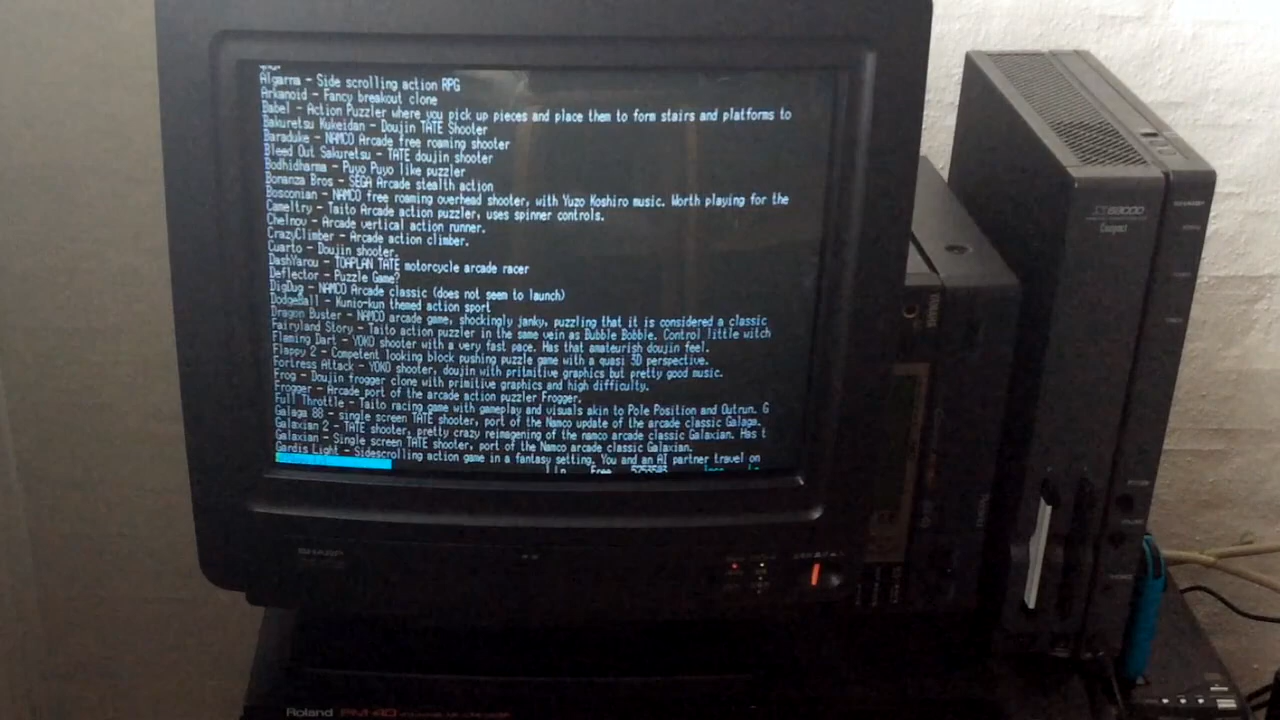 Algarna - Side scrolling action RPG
Arkanoid - Fancy breakout clone
Babel - Action Puzzler where you pick up pieces and place them to form stairs and platforms to
Bakuretsu Mukeidan - Doujin TATE Shooter
Baraduke - NAMCO Arcade free roaming shooter
Bleed Out Sakuretsu - TATE doujin shooter
Bodhidharma - Puyo Puyo like puzzler
Bonanza Bros - SEGA Arcade stealth action
Bosconian - NAMCO free roaming overhead shooter, with Yuzo Koshiro music. Worth playing for the
Cameltry - Taito Arcade action puzzler, uses spinner controls.
Chelnov - Arcade vertical action runner.
CrazyClimber - Arcade action climber.
Cuarto - Doujin shooter.
DashYarou - TOAPLAN TATE motorcycle arcade racer
Deflector - Puzzle Game?
DigDug - NAMCO Arcade classic (does not seem to launch)
DodgeBall - Kunio-kun themed action sport
Dragon Buster - NAMCO arcade game, shockingly janky, puzzling that it is considered a classic
Fairyland Story - Taito action puzzler in the same vein as Bubble Bobble. Control little witch
Flaming Dart - YOKO shooter with a very fast pace. Has that amateurish doujin feel.
Flappy 2 - Competent looking block pushing puzzle game with a quasi 3D perspective.
Fortress Attack - YOKO shooter, doujin with pritmitive graphics but pretty good music.
Frog - Doujin frogger clone with primitive graphics and high difficulty.
Frogger - Arcade port of the arcade action puzzler Frogger.
Full Throttle - Taito racing game with gameplay and visuals akin to Pole Position and Outrun. G
Galaga 88 - single screen TATE shooter, port of the Namco update of the arcade classic Galaga.
Galaxian 2 - TATE shooter, pretty crazy reimagening of the namco arcade classic Galaxian. Has t
Galaxian - Single screen TATE shooter, port of the Namco arcade classic Galaxian.
Gardis Light - Sidescrolling action game in a fantasy setting. You and an AI partner travel on
Free
SHARP
X68000
Compact
SHARP
YAMAHA
Roland